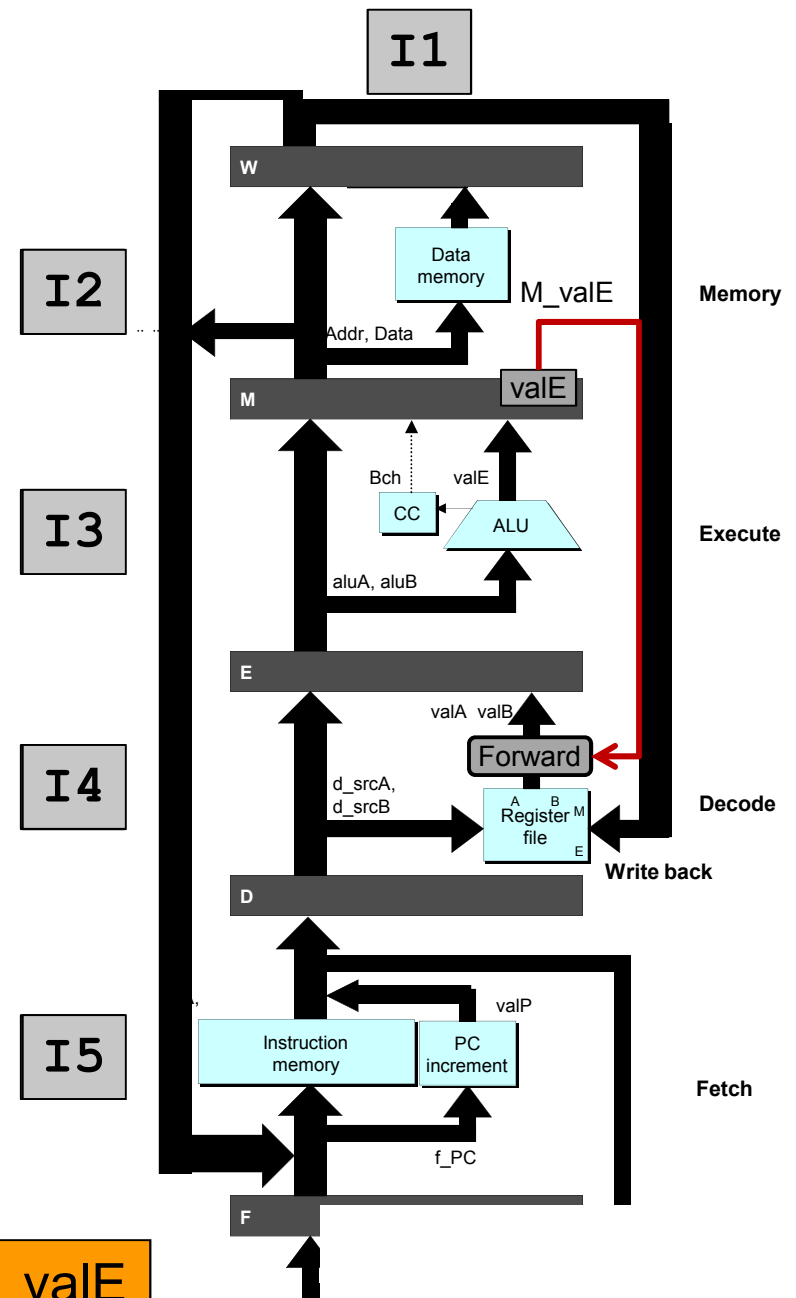 I1
W
Data
memory
I2
M_valE
Memory
Addr, Data
valE
M
Bch
valE
CC
ALU
I3
Execute
aluA, aluB
E
valA valB
Forward
I4
d_srcA,
d_srcB
A B
Register M
file
E
Decode
Write back
D
valP
I5
Instruction
memory
PC
increment
Fetch
f_PC
F
valE